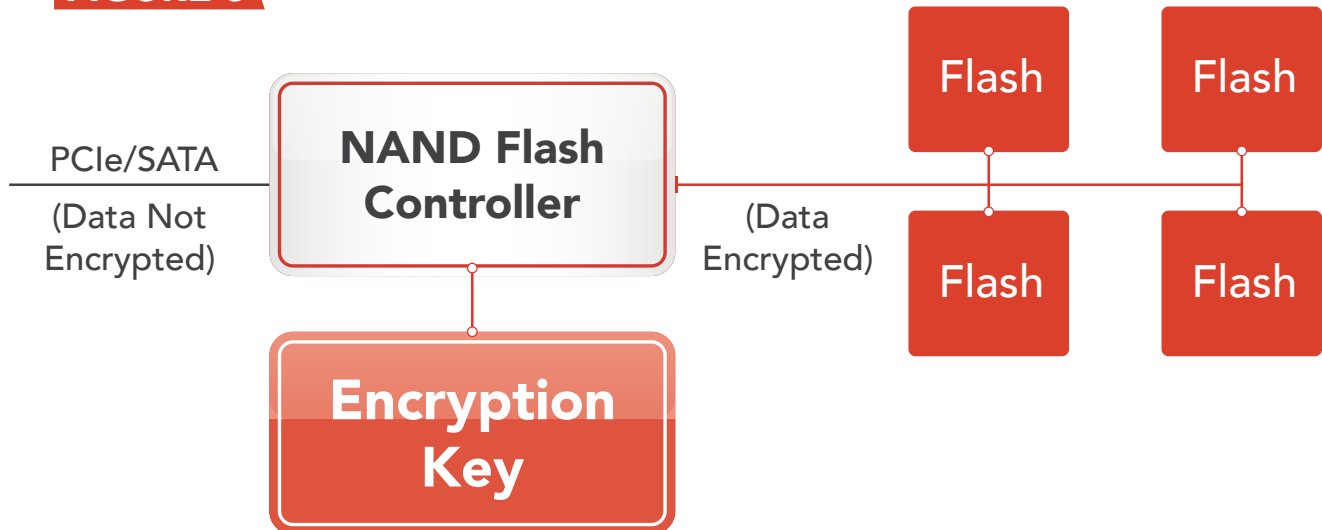 PCIe/SATA
(Data Not
Encrypted)
NAND Flash
Controller
(Data
Encrypted)
Flash
Flash
Flash
Flash
Encryption
Key